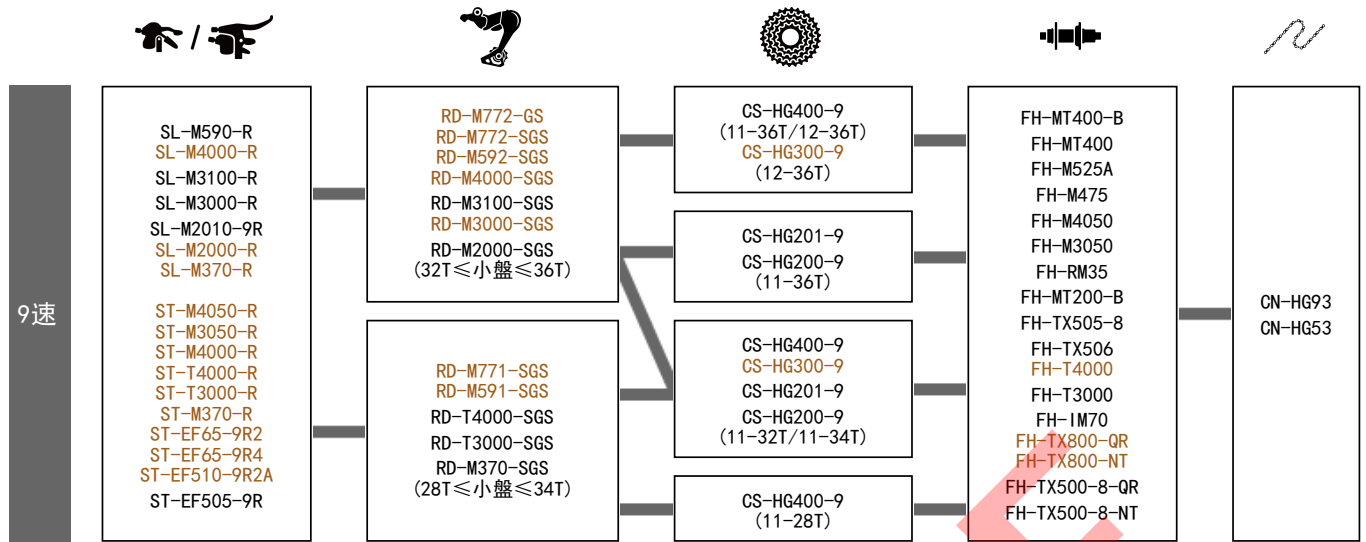 9速
SL-M590-R
SL-M4000-R
SL-M3100-R
SL-M3000-R
SL-M2010-9R
SL-M2000-R
SL-M370-R
ST-M4050-R
ST-M3050-R
ST-M4000-R
ST-T4000-R
ST-T3000-R
ST-M370-R
ST-EF65-9R2
ST-EF65-9R4
ST-EF510-9R2A
ST-EF505-9R
RD-M772-GS
RD-M772-SGS
RD-M592-SGS
RD-M4000-SGS
RD-M3100-SGS
RD-M3000-SGS
RD-M2000-SGS
(32T≤小盤≤36T)
RD-M771-SGS
RD-M591-SGS
RD-T4000-SGS
RD-T3000-SGS
RD-M370-SGS
(28T≤小盤≤34T)
CS-HG400-9
(11-36T/12-36T)
CS-HG300-9
(12-36T)
CS-HG201-9
CS-HG200-9
(11-36T)
CS-HG400-9
CS-HG300-9
CS-HG201-9
CS-HG200-9
(11-32T/11-34T)
CS-HG400-9
(11-28T)
FH-MT400-B
FH-MT400
FH-M525A
FH-M475
FH-M4050
FH-M3050
FH-RM35
FH-MT200-B
FH-TX505-8
FH-TX506
FH-T4000
FH-T3000
FH-IM70
FH-TX800-QR
FH-TX800-NT
FH-TX500-8-QR
FH-TX500-8-NT
CN-HG93
CN-HG53